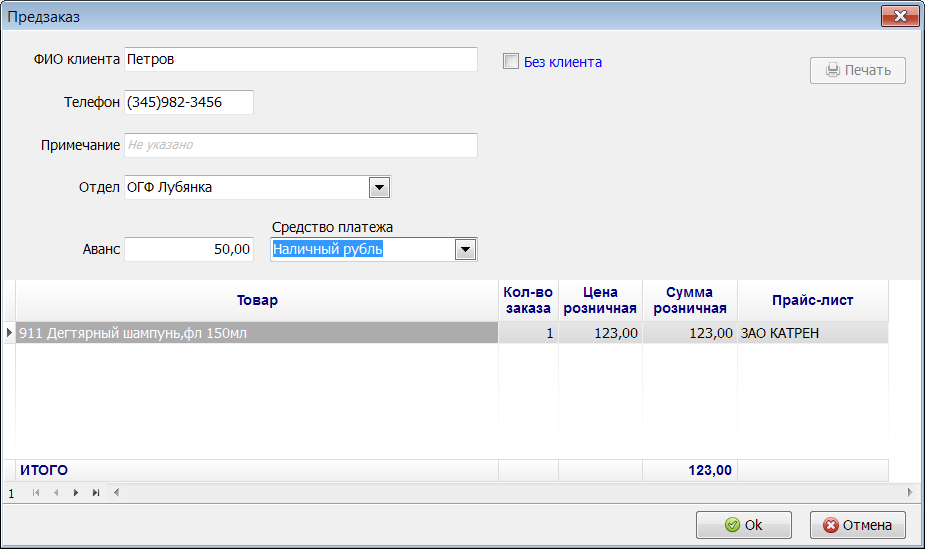 Предзаказ
ФИО клиента Петров
Без клиента
Печать
Телефон (345)982-3456
Примечание Не указано
Отдел ОГФ Лубянка
Средство платежа
Аванс 50,00 Наличный рубль
Товар Кол-во заказа Цена розничная Сумма розничная Прайс-лист
911 Дегтярный шампунь,фл 150мл 1 123,00 123,00 ЗАО КАТРЕН
ИТОГО 123,00
1
Ok Отмена